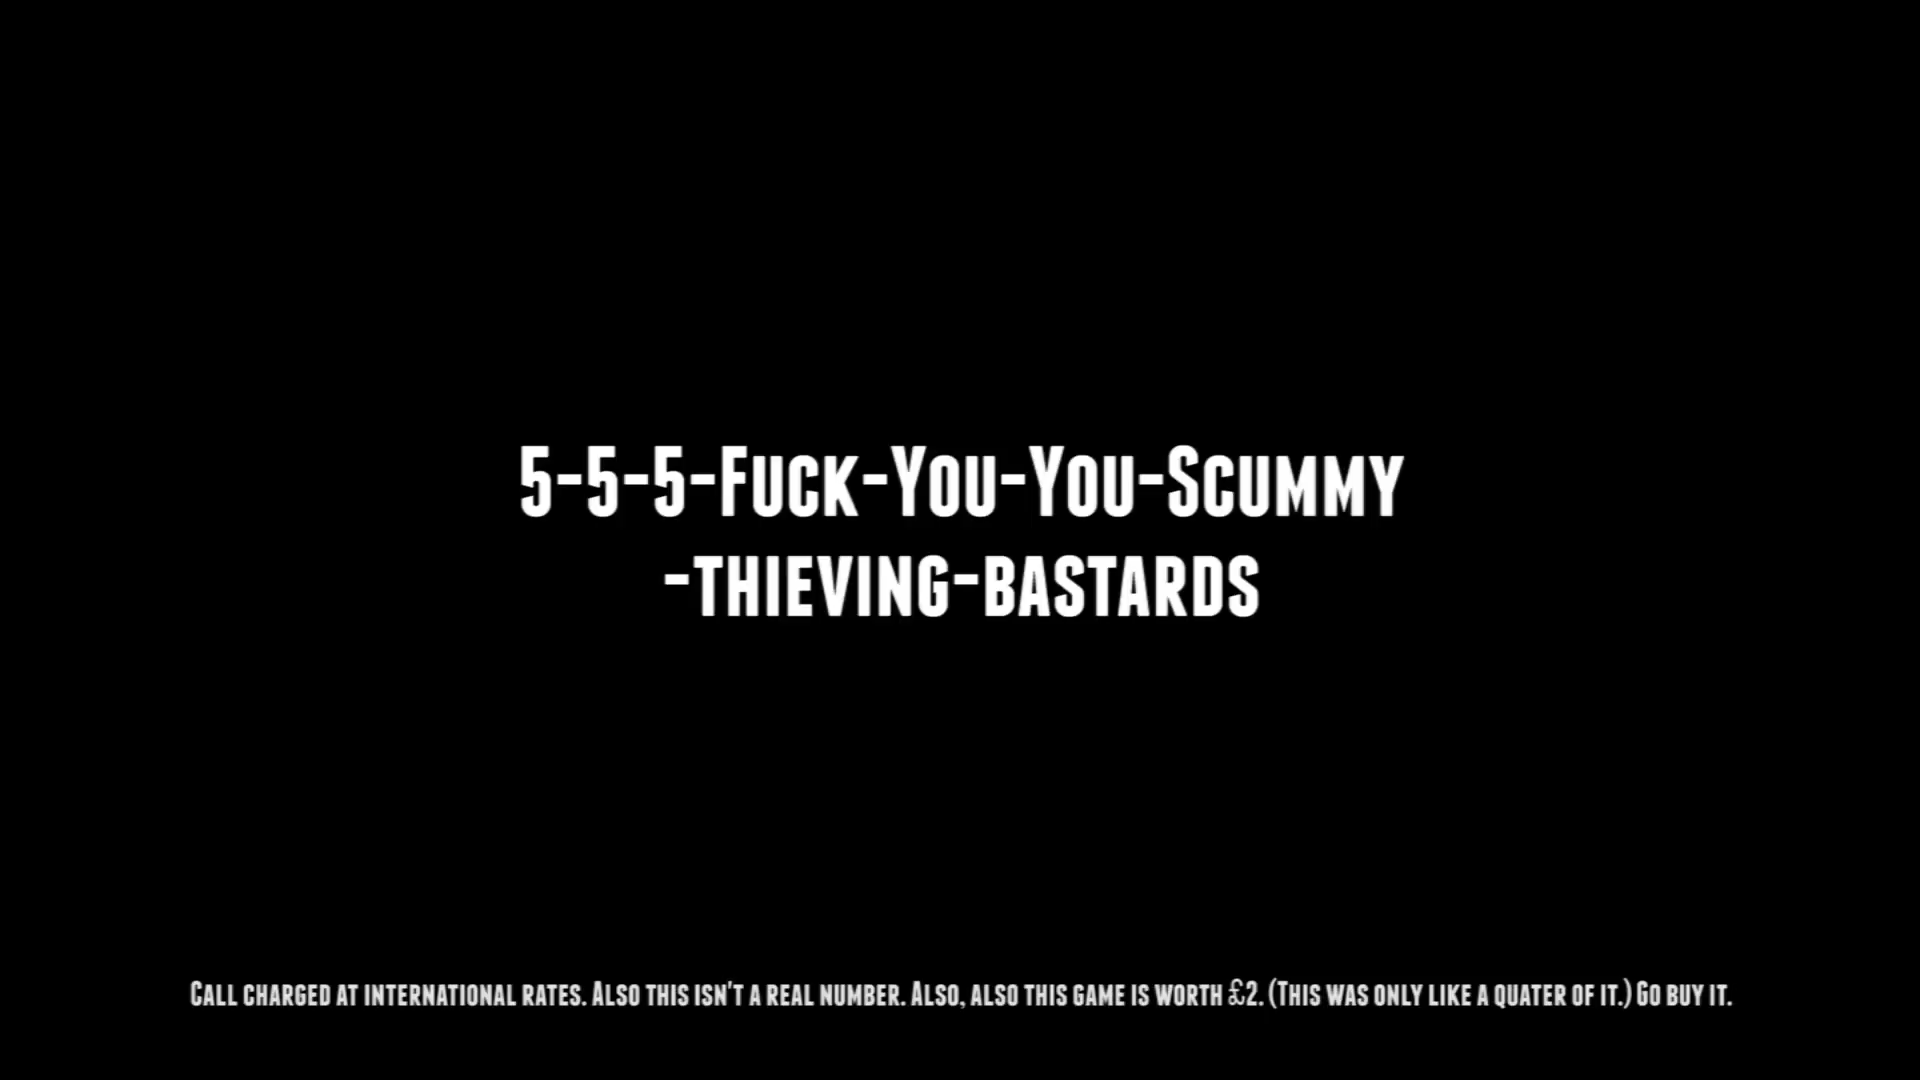 5-5-5-Fuck-You-You-Scummy
-thieving-bastards
Call charged at international rates. Also this isn't a real number. Also, also this game is worth £2. (This was only like a quater of it.) Go buy it.